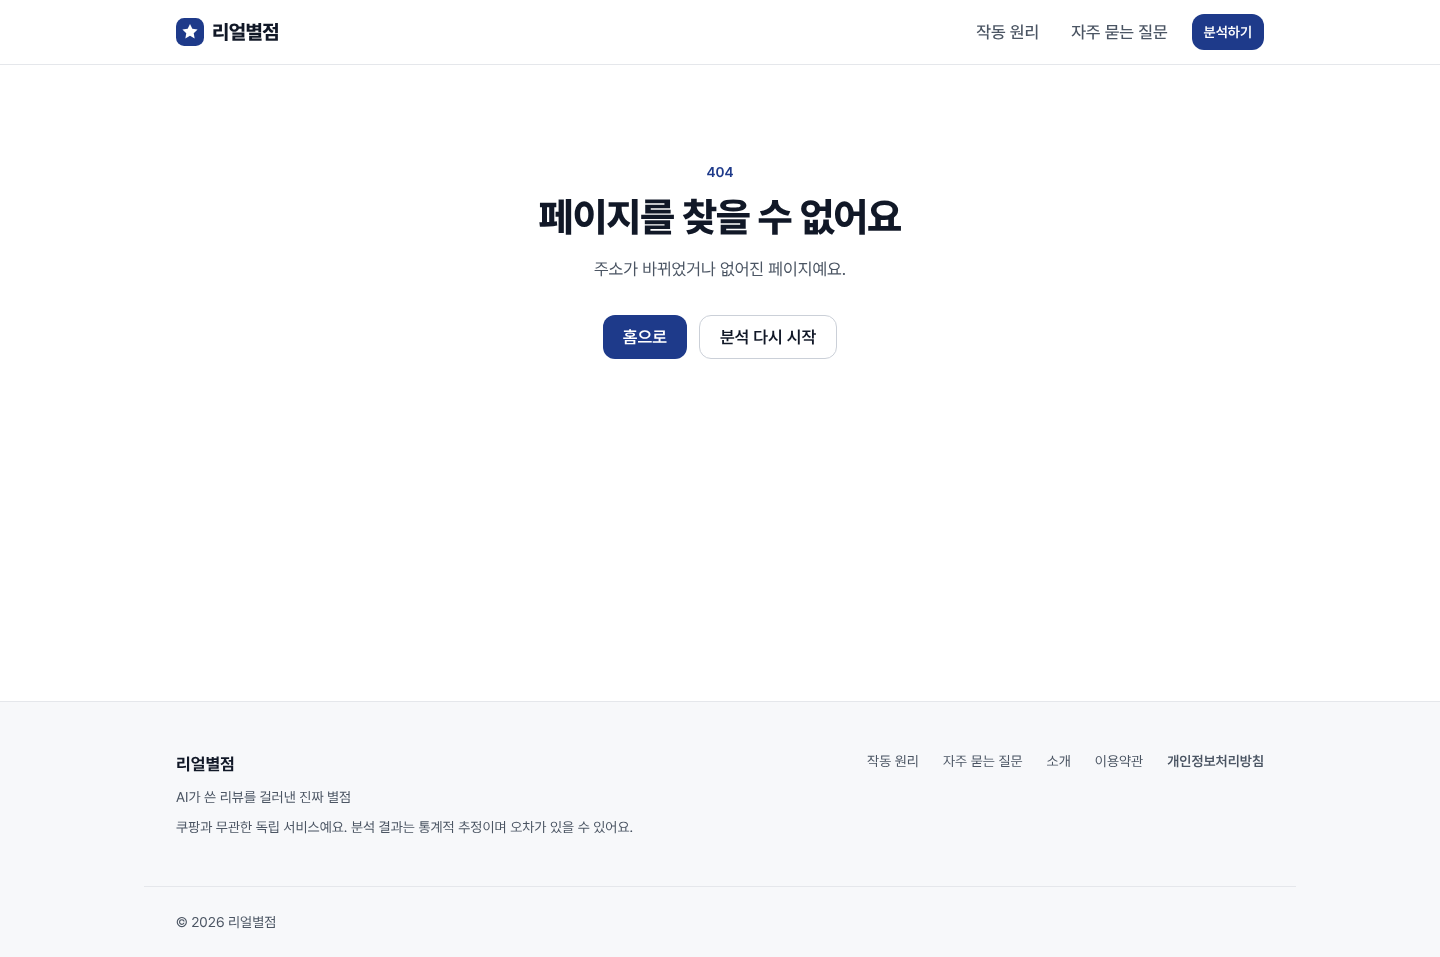 리얼별점
작동 원리 자주 묻는 질문 분석하기
404
페이지를 찾을 수 없어요
주소가 바뀌었거나 없어진 페이지예요.
홈으로 분석 다시 시작
리얼별점
작동 원리 자주 묻는 질문 소개 이용약관 개인정보처리방침
AI가 쓴 리뷰를 걸러낸 진짜 별점
쿠팡과 무관한 독립 서비스예요. 분석 결과는 통계적 추정이며 오차가 있을 수 있어요.
© 2026 리얼별점